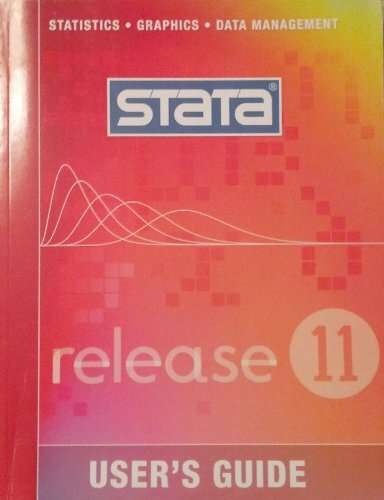 STATISTICS • GRAPHICS • DATA MANAGEMENT
STATA®
release 11
USER'S GUIDE